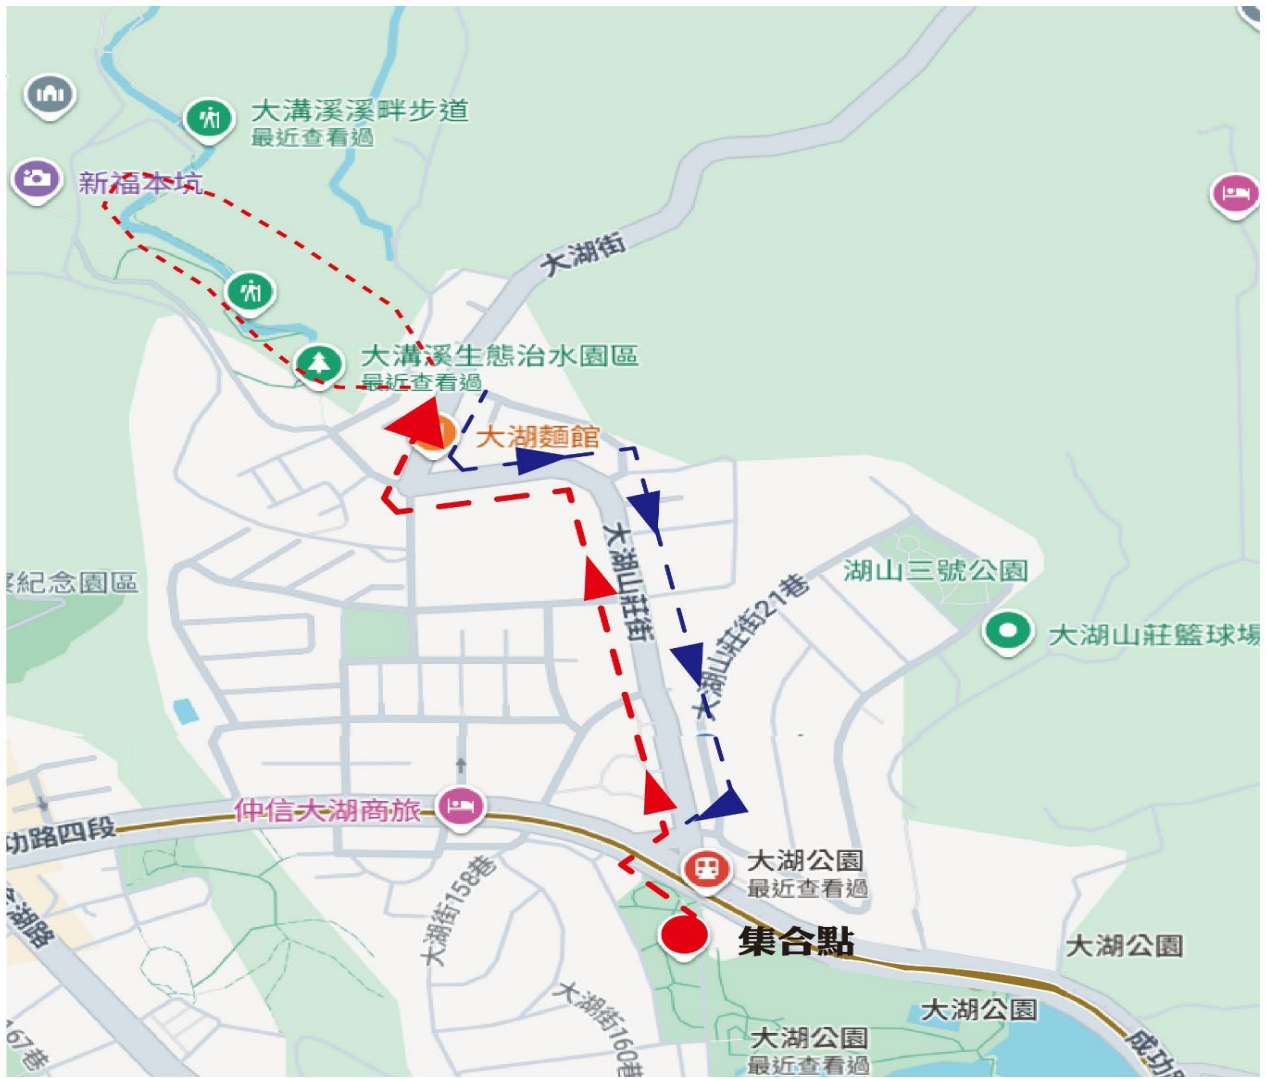 大溝溪溪畔步道
最近查看過
新福本坑
大湖街
大溝溪生態治水園區
最近查看過
大湖麵館
大湖山莊街
湖山三號公園
紀念園區
大湖山莊街21巷
大湖山莊籃球場
仲信大湖商旅
功路四段
大湖公園
最近查看過
大湖街158巷
湖路
集合點
大湖公園
大湖街160巷
大湖公園
167巷
大湖公園
最近查看過
成功